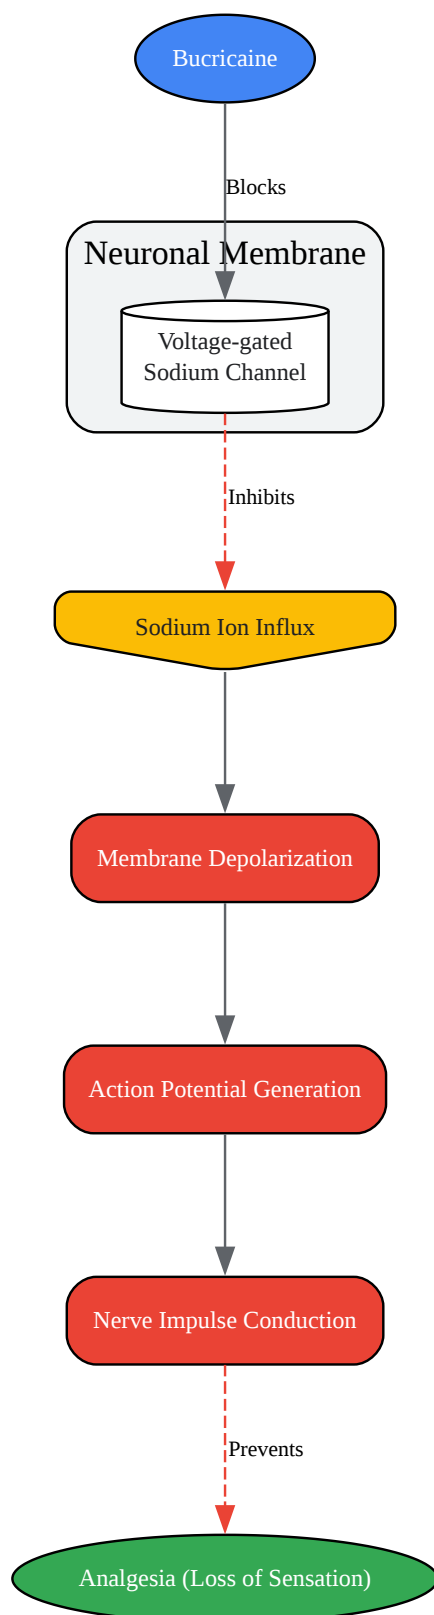 Bucricaine
Blocks
Neuronal Membrane
Voltage-gated
Sodium Channel
Inhibits
Sodium Ion Influx
Membrane Depolarization
Action Potential Generation
Nerve Impulse Conduction
Prevents
Analgesia (Loss of Sensation)